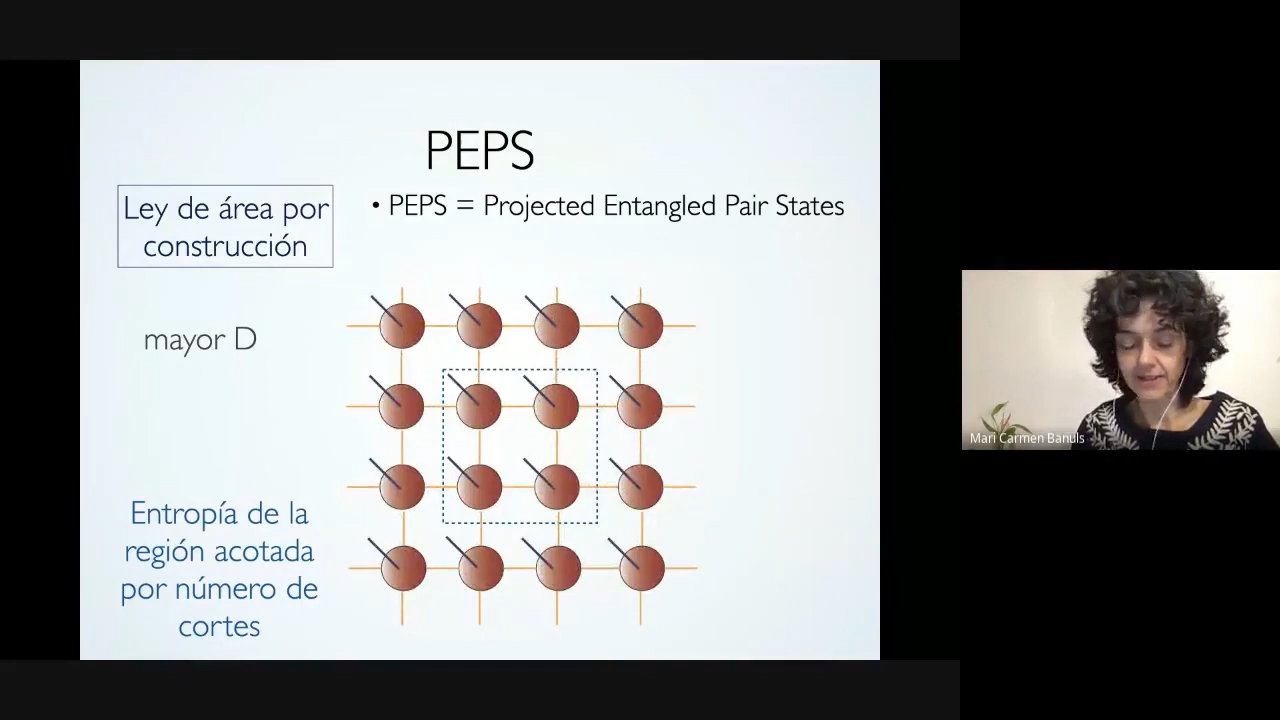 PEPS
Ley de área por
construcción
• PEPS = Projected Entangled Pair States
mayor D
Entropía de la
región acotada
por número de
cortes
Mari Carmen Banuls